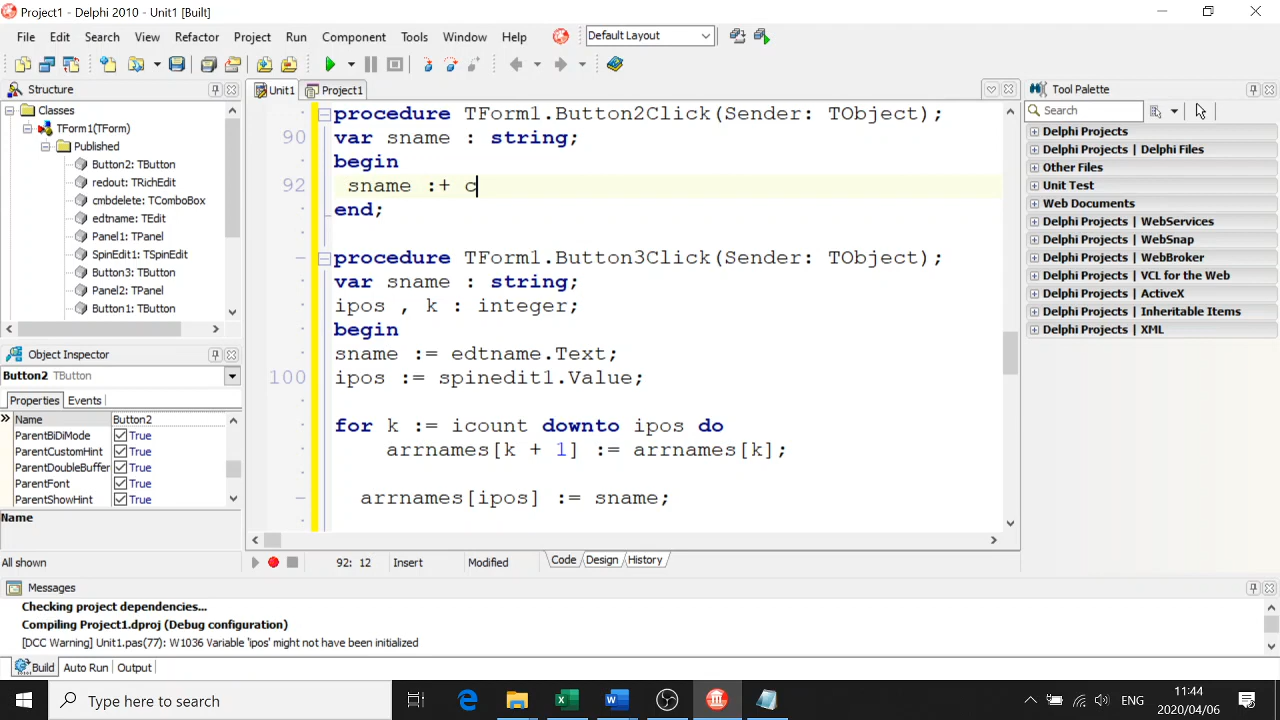 Project1 - Delphi 2010 - Unit1 [Built]
File Edit Search View Refactor Project Run Component Tools Window Help Default Layout
Structure
Unit1 Project1
Tool Palette
Classes
TForm1(TForm)
Published
Button2: TButton
redout: TRichEdit
cmbdelete: TComboBox
edtname: TEdit
Panel1: TPanel
SpinEdit1: TSpinEdit
Button3: TButton
Panel2: TPanel
Button1: TButton
Object Inspector
Button2 TButton
Properties Events
Name Button2
ParentBiDiMode True
ParentCustomHint True
ParentDoubleBuffer True
ParentFont True
ParentShowHint True
Name
All shown
procedure TForm1.Button2Click(Sender: TObject);
90 var sname : string;
begin
92 sname :+ c
end;
procedure TForm1.Button3Click(Sender: TObject);
var sname : string;
ipos , k : integer;
begin
sname := edtname.Text;
100 ipos := spinedit1.Value;
for k := icount downto ipos do
arrnames[k + 1] := arrnames[k];
arrnames[ipos] := sname;
92: 12 Insert Modified Code Design History
Search
Delphi Projects
Delphi Projects | Delphi Files
Other Files
Unit Test
Web Documents
Delphi Projects | WebServices
Delphi Projects | WebSnap
Delphi Projects | WebBroker
VCL for the Web
Delphi Projects | ActiveX
Delphi Projects | Inheritable Items
Delphi Projects | XML
Messages
Checking project dependencies...
Compiling Project1.dproj (Debug configuration)
[DCC Warning] Unit1.pas(77): W1036 Variable 'ipos' might not have been initialized
Build Auto Run Output
Type here to search
ENG
11:44
2020/04/06